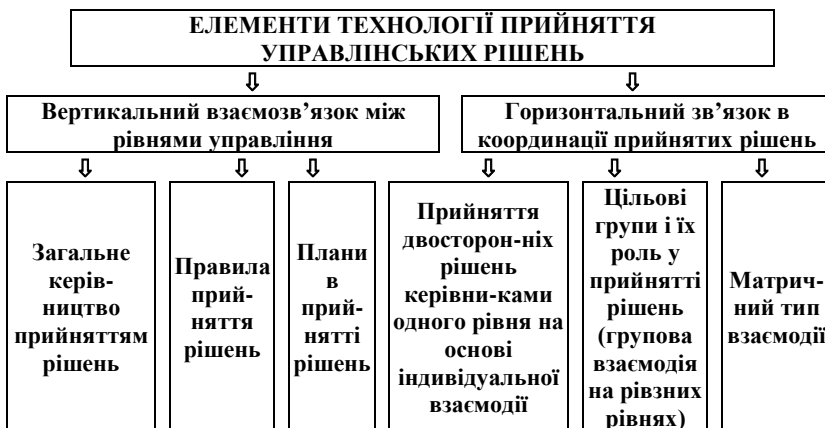 ЕЛЕМЕНТИ ТЕХНОЛОГІЇ ПРИЙНЯТТЯ
УПРАВЛІНСЬКИХ РІШЕНЬ
Вертикальний взаємозв’язок між
рівнями управління
Горизонтальний зв’язок в
координації прийнятих рішень
Загальне
керів-
ництво
прийняттям
рішень
Правила
прий-
няття
рішень
Плани
в
прий-
нятті
рішень
Прийняття
двосторон-ніх
рішень
керівни-ками
одного рівня на
основі
індивідуальної
взаємодії
Цільові
групи і їх
роль у
прийнятті
рішень
(групова
взаємодія
на рівзних
рівнях)
Матрич-
ний тип
взаємодії